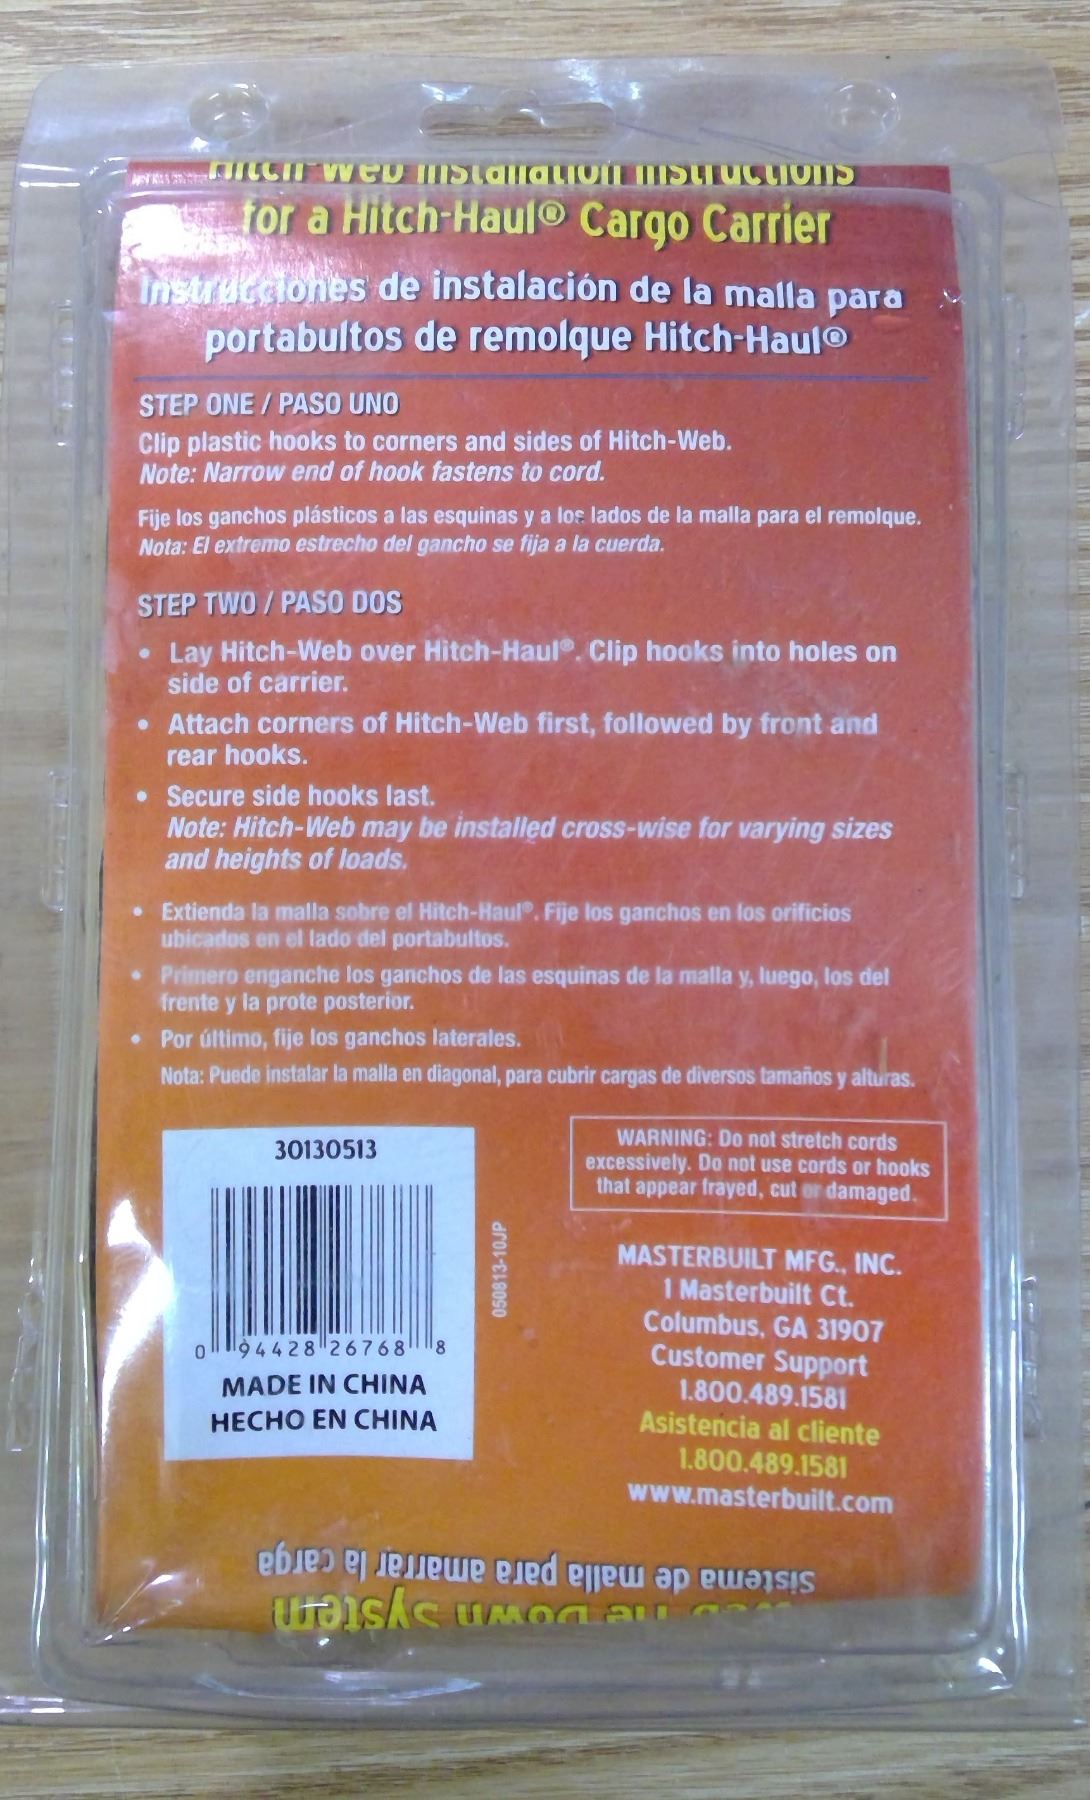 Hitch-Web Installation Instructions
for a Hitch-Haul® Cargo Carrier
Instrucciones de instalación de la malla para
portabultos de remolque Hitch-Haul®
STEP ONE / PASO UNO
Clip plastic hooks to corners and sides of Hitch-Web.
Note: Narrow end of hook fastens to cord.
Fije los ganchos plásticos a las esquinas y a los lados de la malla para el remolque.
Nota: El extremo estrecho del gancho se fija a la cuerda.
STEP TWO / PASO DOS
• Lay Hitch-Web over Hitch-Haul®. Clip hooks into holes on
side of carrier.
• Attach corners of Hitch-Web first, followed by front and
rear hooks.
• Secure side hooks last.
Note: Hitch-Web may be installed cross-wise for varying sizes
and heights of loads.
• Extienda la malla sobre el Hitch-Haul®. Fije los ganchos en los orificios
ubicados en el lado del portabultos.
• Primero enganche los ganchos de las esquinas de la malla y, luego, los del
frente y la prote posterior.
• Por último, fije los ganchos laterales.
Nota: Puede instalar la malla en diagonal, para cubrir cargas de diversos tamaños y alturas.
30130513
0 94428 26768 8
MADE IN CHINA
HECHO EN CHINA
050813-10JP
WARNING: Do not stretch cords
excessively. Do not use cords or hooks
that appear frayed, cut or damaged.
MASTERBUILT MFG., INC.
1 Masterbuilt Ct.
Columbus, GA 31907
Customer Support
1.800.489.1581
Asistencia al cliente
1.800.489.1581
www.masterbuilt.com
Web Tie Down System
Sistema de malla para amarrar la carga